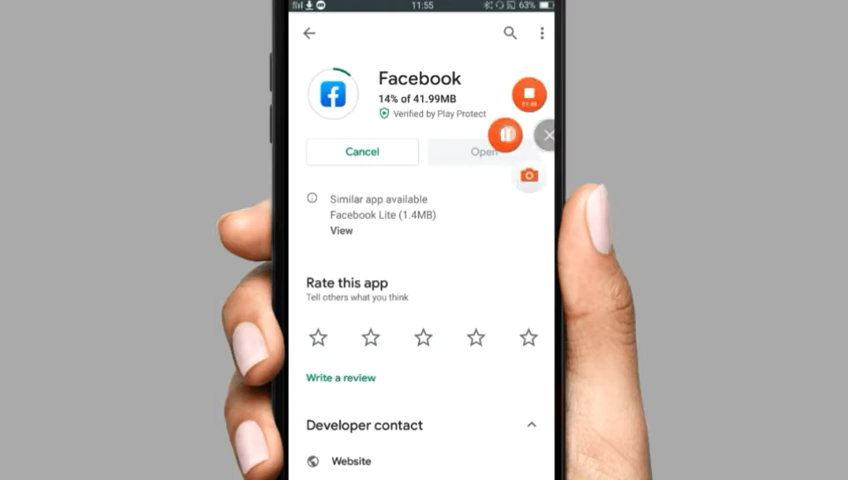 11:55
63%
Facebook
14% of 41.99MB
Verified by Play Protect
Cancel
Open
Similar app available
Facebook Lite (1.4MB)
View
Rate this app
Tell others what you think
Write a review
Developer contact
Website